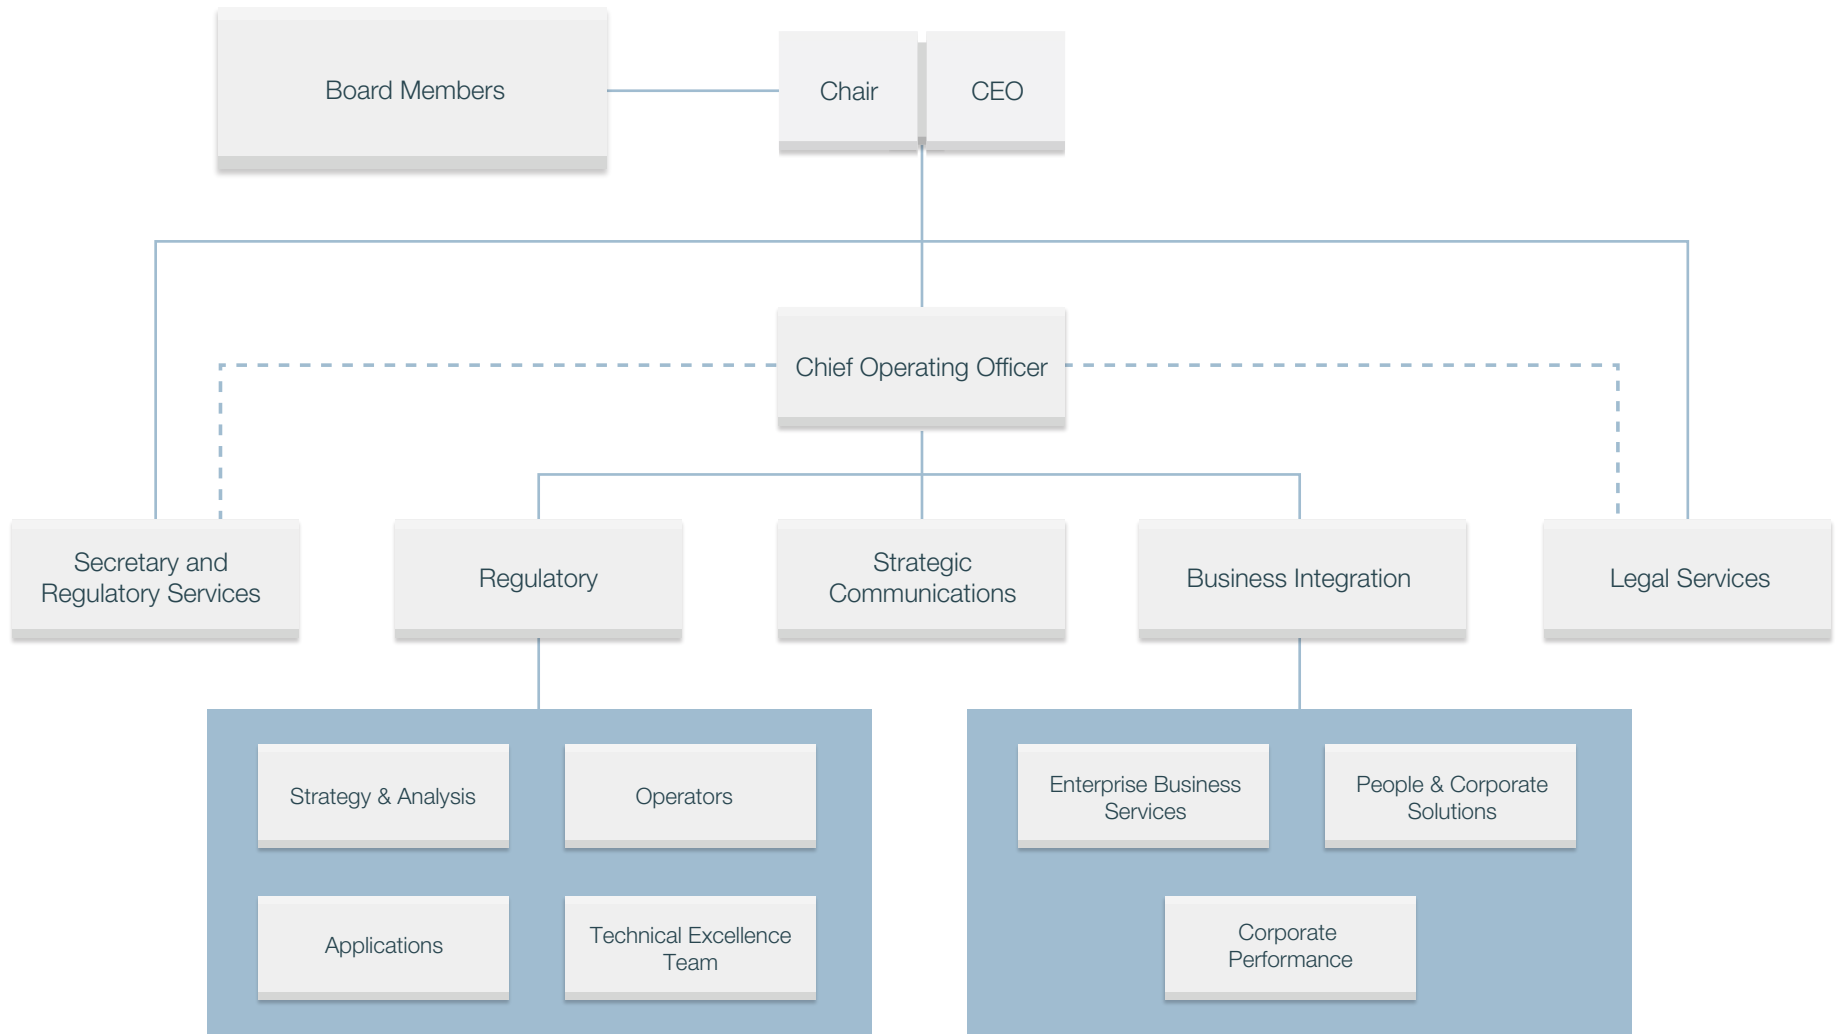 Board Members
Chair
CEO
Chief Operating Officer
Secretary and
Regulatory Services
Regulatory
Strategic
Communications
Business Integration
Legal Services
Strategy & Analysis
Operators
Enterprise Business
Services
People & Corporate
Solutions
Applications
Technical Excellence
Team
Corporate
Performance